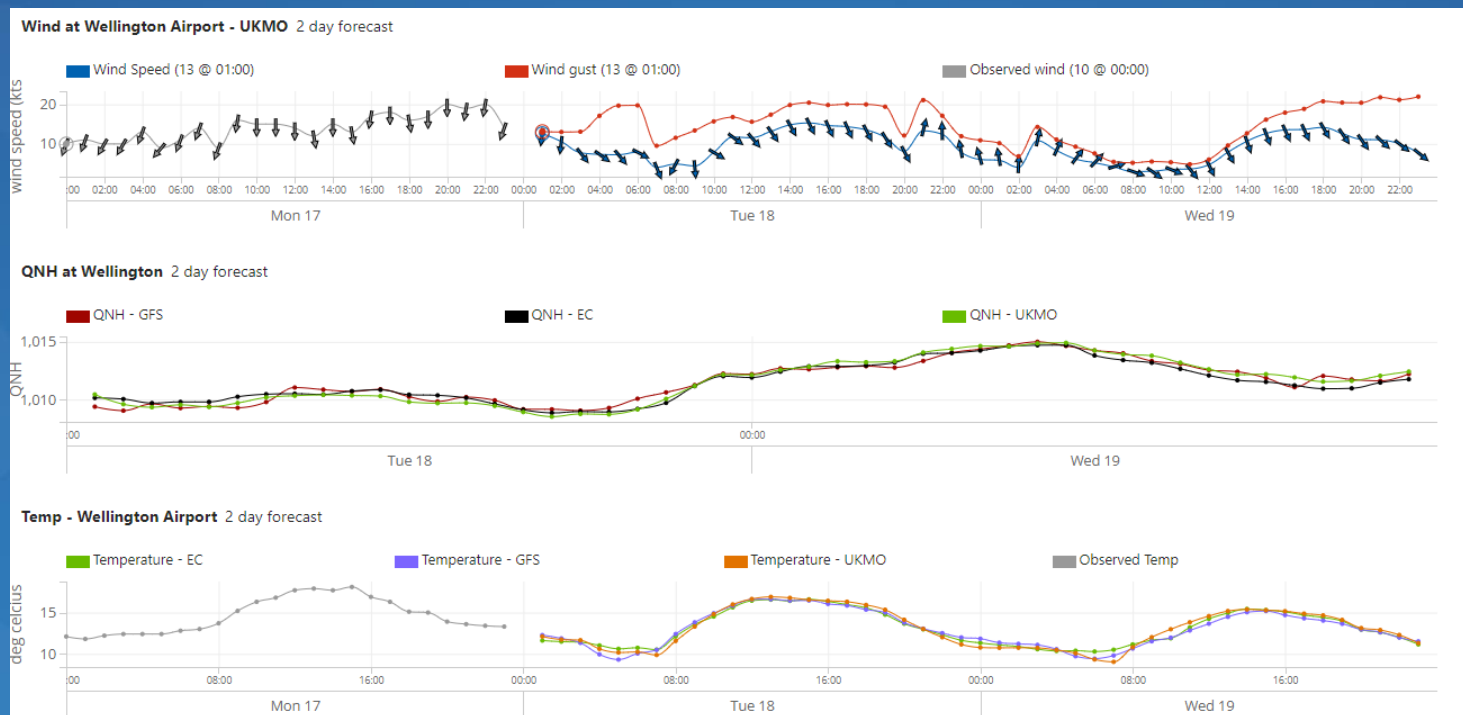 Wind at Wellington Airport - UKMO 2 day forecast
Wind Speed (13 @ 01:00) Wind gust (13 @ 01:00) Observed wind (10 @ 00:00)
wind speed (kts
20
10
:00 02:00 04:00 06:00 08:00 10:00 12:00 14:00 16:00 18:00 20:00 22:00 00:00 02:00 04:00 06:00 08:00 10:00 12:00 14:00 16:00 18:00 20:00 22:00 00:00 02:00 04:00 06:00 08:00 10:00 12:00 14:00 16:00 18:00 20:00 22:00
Mon 17 Tue 18 Wed 19
QNH at Wellington 2 day forecast
QNH - GFS QNH - EC QNH - UKMO
QNH
1,015
1,010
:00 00:00
Tue 18 Wed 19
Temp - Wellington Airport 2 day forecast
Temperature - EC Temperature - GFS Temperature - UKMO Observed Temp
deg celcius
15
10
:00 08:00 16:00 00:00 08:00 16:00 00:00 08:00 16:00
Mon 17 Tue 18 Wed 19